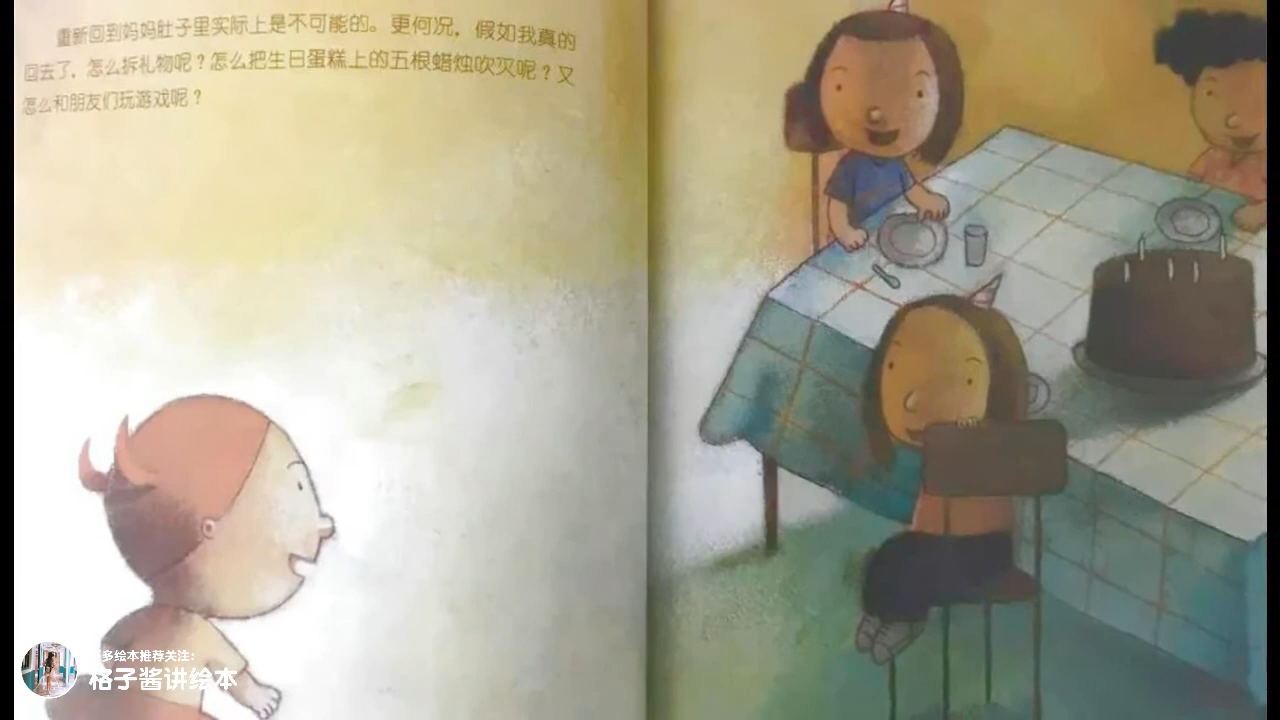 重新回到妈妈肚子里实际上是不可能的。更何况，假如我真的
回去了，怎么拆礼物呢？怎么把生日蛋糕上的五根蜡烛吹灭呢？又
怎么和朋友们玩游戏呢？
多绘本推荐关注：
格子酱讲绘本